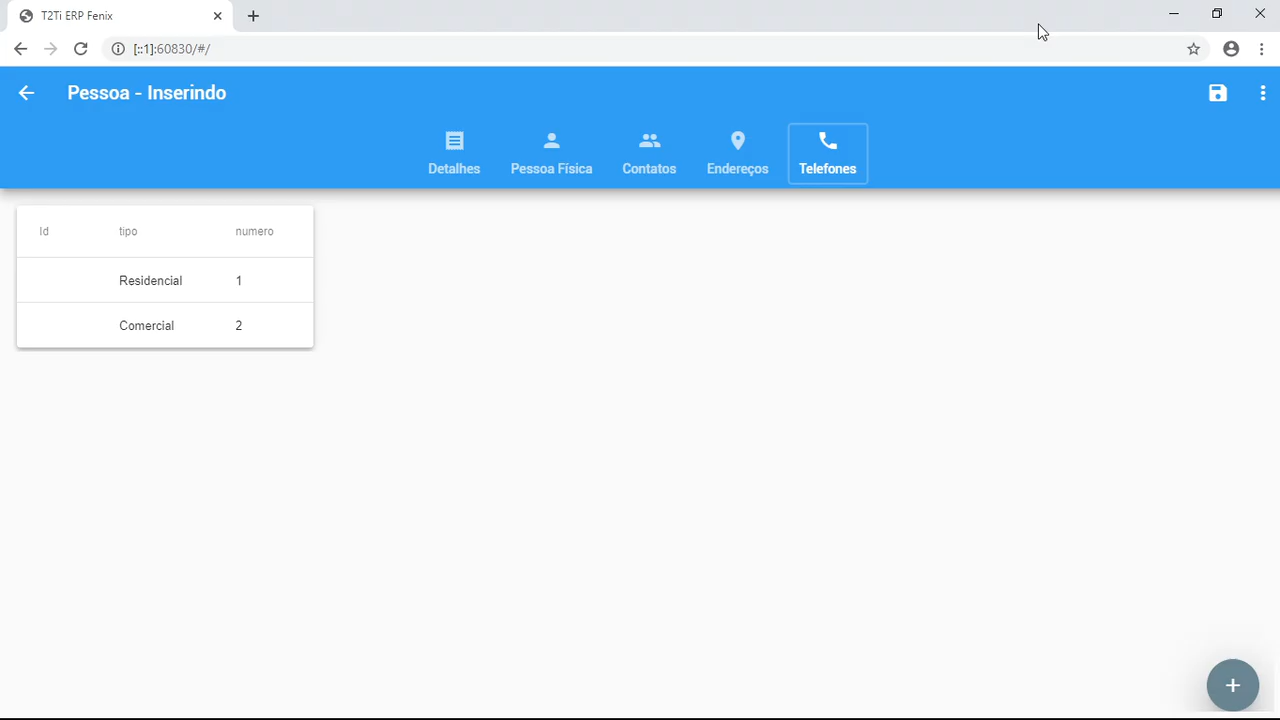 T2Ti ERP Fenix
[::1]:60830/#/
Pessoa - Inserindo
Detalhes Pessoa Física Contatos Endereços Telefones
Id tipo numero
Residencial 1
Comercial 2